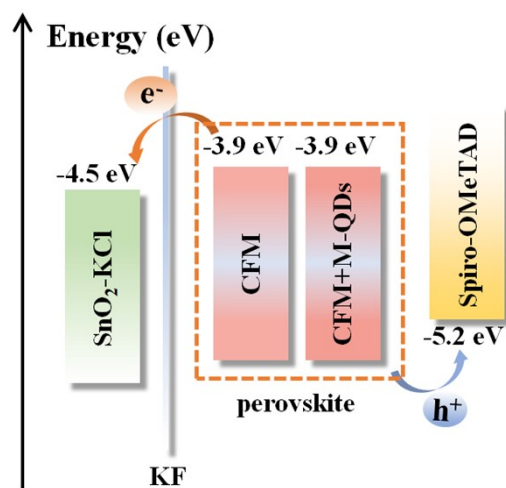 Energy (eV)
e⁻
-4.5 eV
-3.9 eV
-3.9 eV
SnO₂-KCl
CFM
CFM+M-QDs
Spiro-OMeTAD
-5.2 eV
perovskite
h⁺
KF